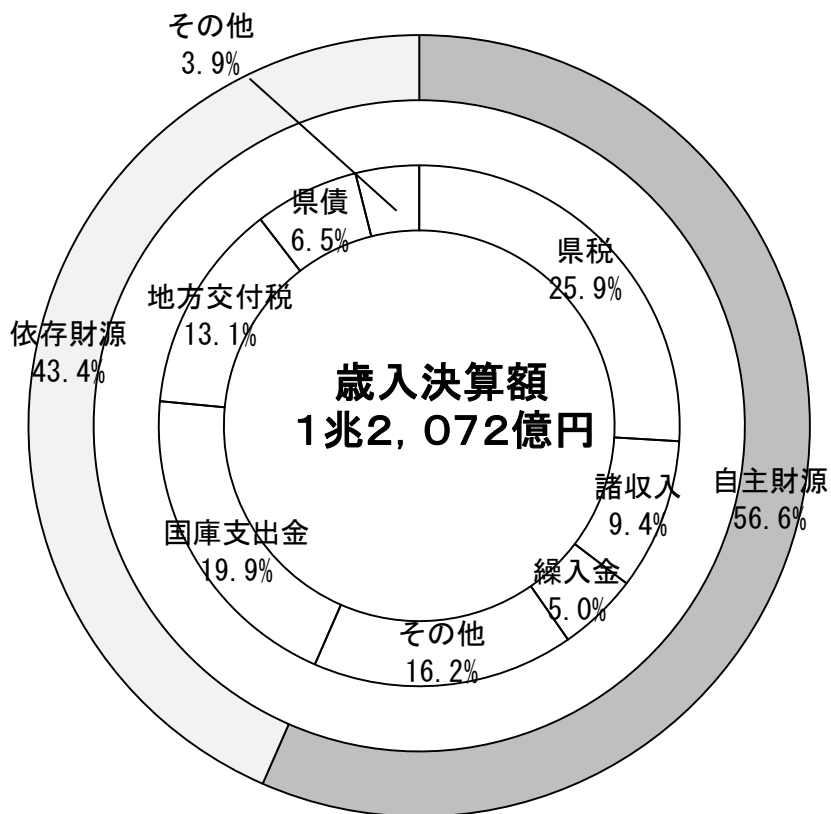 その他
3.9%
県債
6.5%
県税
25.9%
地方交付税
13.1%
依存財源
43.4%
歳入決算額
1兆2,072億円
諸収入
9.4%
自主財源
56.6%
国庫支出金
19.9%
繰入金
5.0%
その他
16.2%